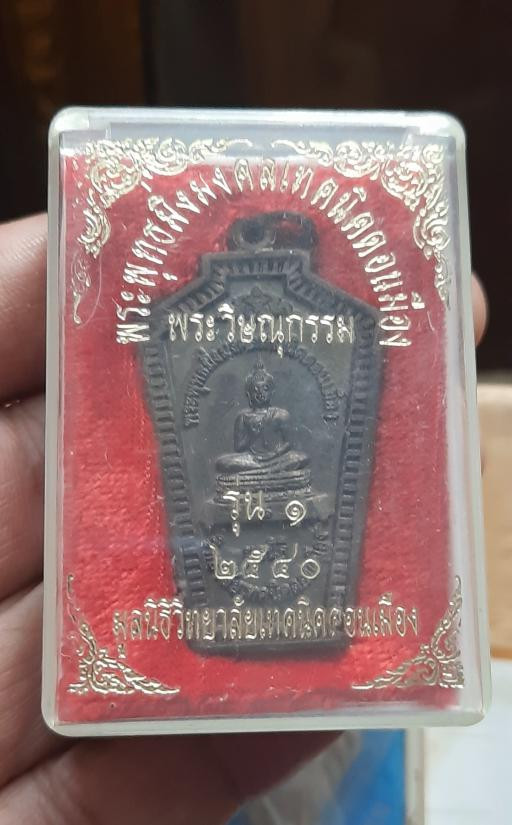 พระพุทธมิ่งมงคลเทคนิคดอนเมือง
พระวิษณุกรรม
รุ่น ๑
๒๕๔๐
มูลนิธิวิทยาลัยเทคนิคดอนเมือง